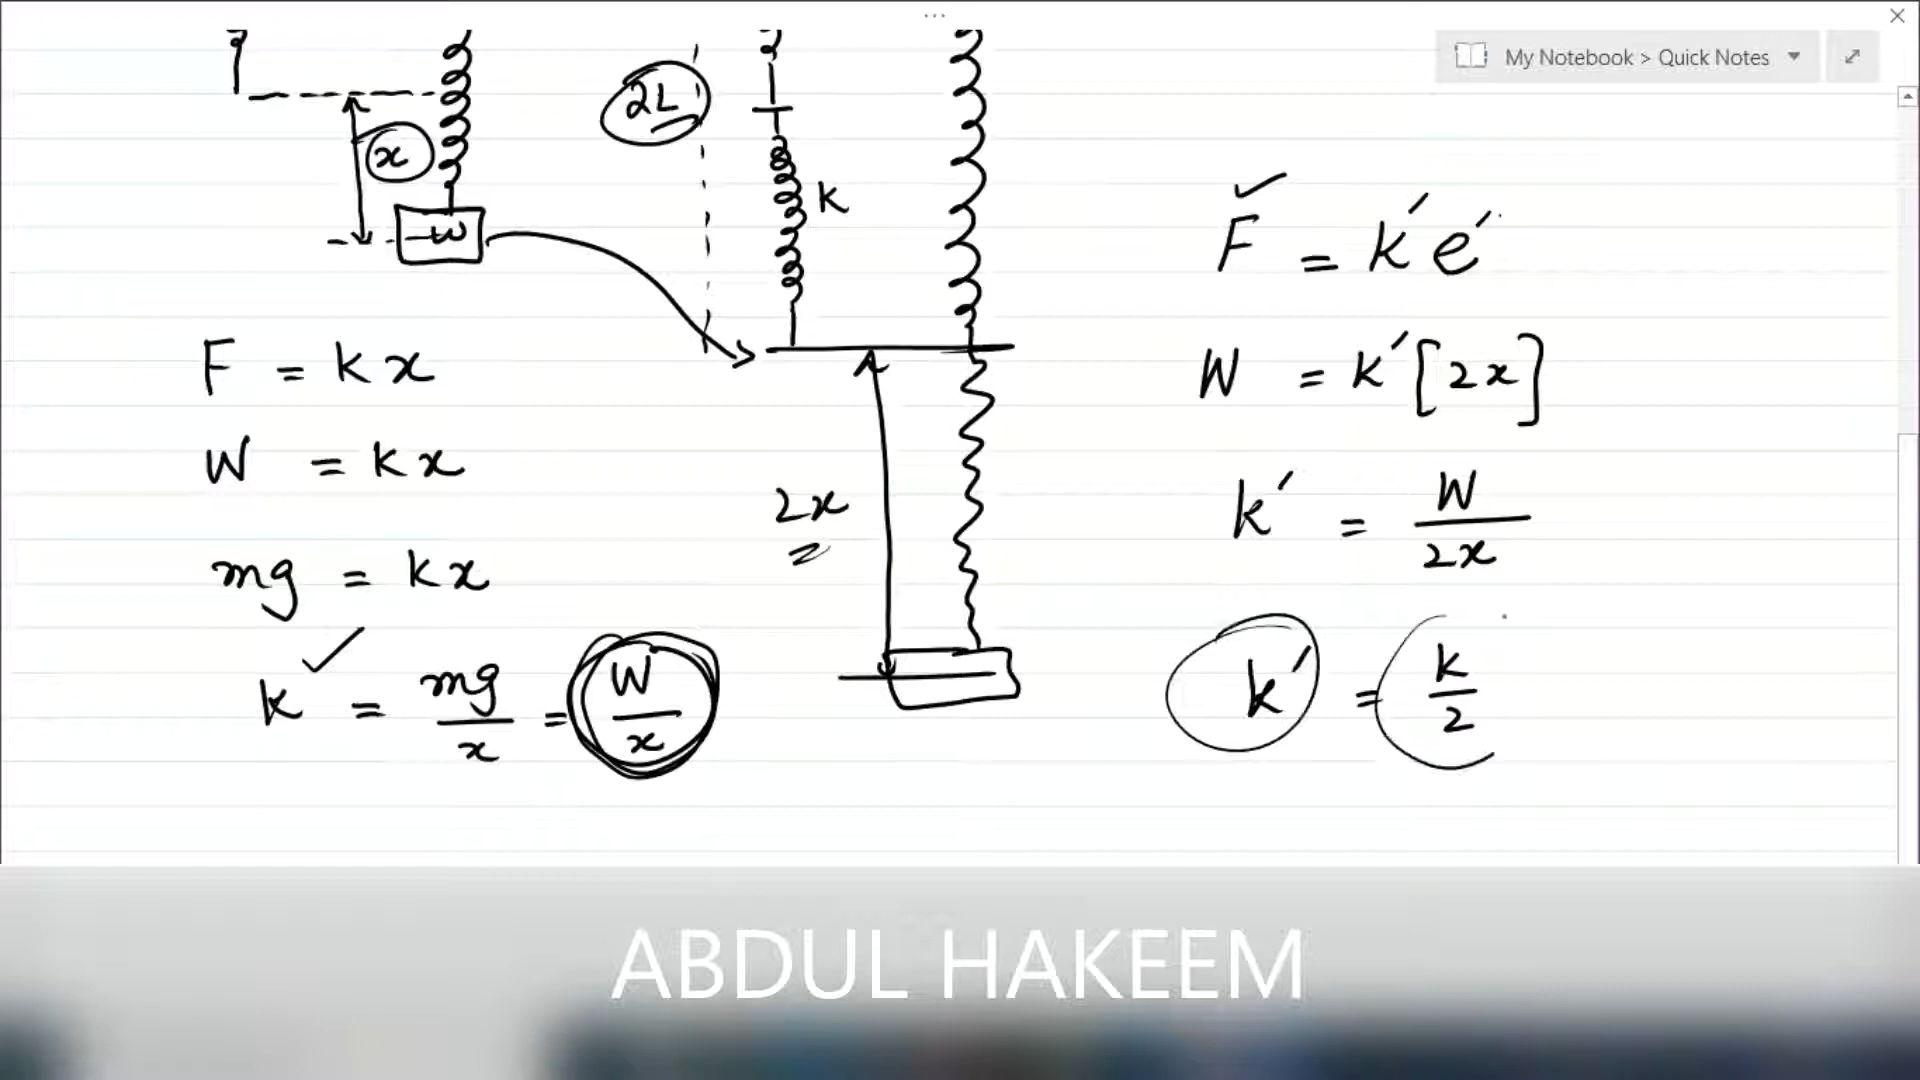 ...
My Notebook > Quick Notes
2L
x
k
W
F = kx
W = kx
mg = kx
k = mg/x = W/x
2x
F = k'e'
W = k'[2x]
k' = W/2x
k' = k/2
ABDUL HAKEEM